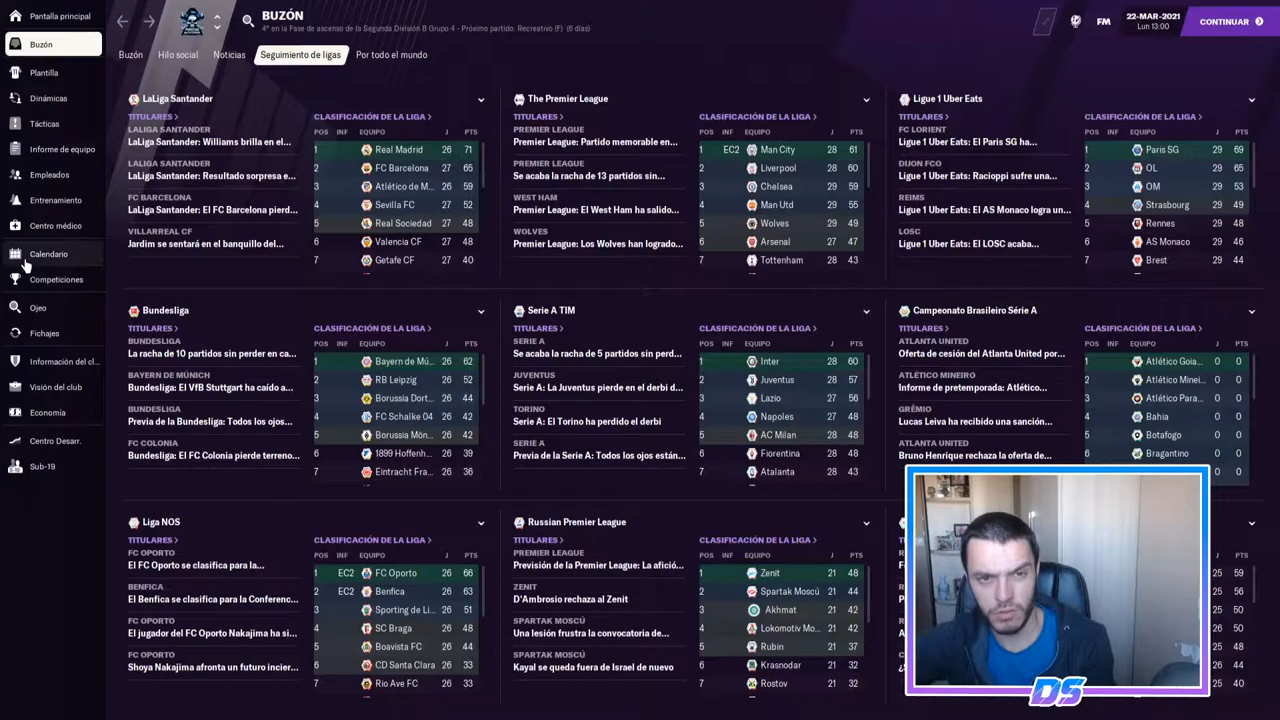 Pantalla principal
Buzón
Plantilla
Dinámicas
Tácticas
Informe de equipo
Empleados
Entrenamiento
Centro médico
Calendario
Competiciones
Ojeo
Fichajes
Información del cl...
Visión del club
Economía
Centro Desarr.
Sub-19
BUZÓN
4º en la Fase de ascenso de la Segunda División B Grupo 4 - Próximo partido: Recreativo (F) (6 días)
FM
22-MAR-2021
Lun 13:00
CONTINUAR
Buzón Hilo social Noticias Seguimiento de ligas Por todo el mundo
LaLiga Santander
TITULARES >
LALIGA SANTANDER
LaLiga Santander: Williams brilla en el...
LALIGA SANTANDER
LaLiga Santander: Resultado sorpresa e...
FC BARCELONA
LaLiga Santander: El FC Barcelona pierd...
VILLARREAL CF
Jardim se sentará en el banquillo del...
CLASIFICACIÓN DE LA LIGA >
POS INF EQUIPO J PTS
1 Real Madrid 26 71
2 FC Barcelona 27 65
3 Atlético de M... 26 59
4 Sevilla FC 27 52
5 Real Sociedad 27 48
6 Valencia CF 27 48
7 Getafe CF 27 40
The Premier League
TITULARES >
PREMIER LEAGUE
Premier League: Partido memorable en...
PREMIER LEAGUE
Se acaba la racha de 13 partidos sin...
WEST HAM
Premier League: El West Ham ha salido...
WOLVES
Premier League: Los Wolves han logrado...
CLASIFICACIÓN DE LA LIGA >
POS INF EQUIPO J PTS
1 EC2 Man City 28 61
2 Liverpool 28 60
3 Chelsea 28 59
4 Man Utd 28 53
5 Wolves 28 49
6 Arsenal 27 47
7 Tottenham 28 43
Ligue 1 Uber Eats
TITULARES >
FC LORIENT
Ligue 1 Uber Eats: El Paris SG ha...
DIJON FCO
Ligue 1 Uber Eats: Racioppi sufre una...
REIMS
Ligue 1 Uber Eats: El AS Monaco logra un...
LOSC
Ligue 1 Uber Eats: El LOSC acaba...
CLASIFICACIÓN DE LA LIGA >
POS INF EQUIPO J PTS
1 Paris SG 29 69
2 OL 29 65
3 OM 29 53
4 Strasbourg 29 49
5 Rennes 29 48
6 AS Monaco 29 46
7 Brest 29 44
Bundesliga
TITULARES >
BUNDESLIGA
La racha de 10 partidos sin perder en ca...
BAYERN DE MÚNICH
Bundesliga: El VfB Stuttgart ha caído a...
BUNDESLIGA
Previa de la Bundesliga: Todos los ojos...
FC COLONIA
Bundesliga: El FC Colonia pierde terreno...
CLASIFICACIÓN DE LA LIGA >
POS INF EQUIPO J PTS
1 Bayern de Mú... 26 62
2 RB Leipzig 26 52
3 Borussia Dort... 26 44
4 FC Schalke 04 26 42
5 Borussia Mön... 26 42
6 1899 Hoffenh... 26 39
7 Eintracht Fra... 26 36
Serie A TIM
TITULARES >
SERIE A
Se acaba la racha de 5 partidos sin perd...
JUVENTUS
Serie A: La Juventus pierde en el derbi d...
TORINO
Serie A: El Torino ha perdido el derbi
SERIE A
Previa de la Serie A: Todos los ojos están...
CLASIFICACIÓN DE LA LIGA >
POS INF EQUIPO J PTS
1 Inter 28 60
2 Juventus 28 57
3 Lazio 27 56
4 Napoles 27 48
5 AC Milan 28 48
6 Fiorentina 28 48
7 Atalanta 28 43
Campeonato Brasileiro Série A
TITULARES >
ATLANTA UNITED
Oferta de cesión del Atlanta United por...
ATLÉTICO MINEIRO
Informe de pretemporada: Atlético...
GRÊMIO
Lucas Leiva ha recibido una sanción...
ATLANTA UNITED
Bruno Henrique rechaza la oferta de...
CLASIFICACIÓN DE LA LIGA >
POS INF EQUIPO J PTS
1 Atlético Goia... 0 0
2 Atlético Minei... 0 0
3 Atlético Para... 0 0
4 Bahia 0 0
5 Botafogo 0 0
6 Bragantino 0 0
0 0
Liga NOS
TITULARES >
FC OPORTO
El FC Oporto se clasifica para la...
BENFICA
El Benfica se clasifica para la Conferenc...
FC OPORTO
El jugador del FC Oporto Nakajima ha si...
FC OPORTO
Shoya Nakajima afronta un futuro incier...
CLASIFICACIÓN DE LA LIGA >
POS INF EQUIPO J PTS
1 EC2 FC Oporto 26 66
2 EC2 Benfica 26 63
3 Sporting de Li... 26 51
4 SC Braga 26 48
5 Boavista FC 26 44
6 CD Santa Clara 26 33
7 Rio Ave FC 26 33
Russian Premier League
TITULARES >
PREMIER LEAGUE
Previsión de la Premier League: La afició...
ZENIT
D'Ambrosio rechaza al Zenit
SPARTAK MOSCÚ
Una lesión frustra la convocatoria de...
SPARTAK MOSCÚ
Kayal se queda fuera de Israel de nuevo
CLASIFICACIÓN DE LA LIGA >
POS INF EQUIPO J PTS
1 Zenit 21 48
2 Spartak Moscú 21 44
3 Akhmat 21 42
4 Lokomotiv Mo... 21 42
5 Rubin 21 37
6 Krasnodar 21 32
7 Rostov 21 32
J PTS
25 59
25 56
25 50
26 50
26 44
25 44
25 40
DS